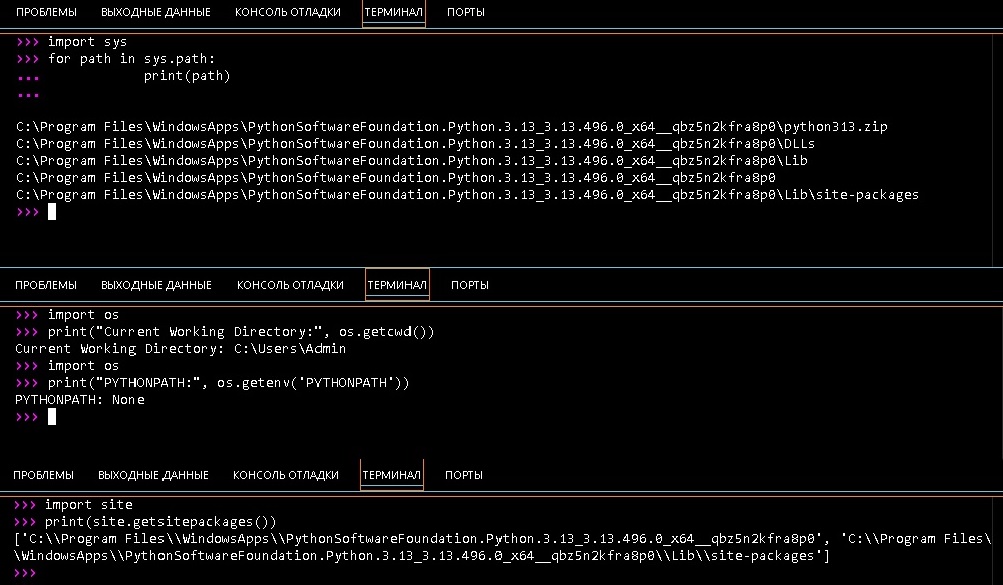 ПРОБЛЕМЫ ВЫХОДНЫЕ ДАННЫЕ КОНСОЛЬ ОТЛАДКИ ТЕРМИНАЛ ПОРТЫ
>>> import sys
>>> for path in sys.path:
...             print(path)
...
C:\Program Files\WindowsApps\PythonSoftwareFoundation.Python.3.13_3.13.496.0_x64__qbz5n2kfra8p0\python313.zip
C:\Program Files\WindowsApps\PythonSoftwareFoundation.Python.3.13_3.13.496.0_x64__qbz5n2kfra8p0\DLLs
C:\Program Files\WindowsApps\PythonSoftwareFoundation.Python.3.13_3.13.496.0_x64__qbz5n2kfra8p0\Lib
C:\Program Files\WindowsApps\PythonSoftwareFoundation.Python.3.13_3.13.496.0_x64__qbz5n2kfra8p0
C:\Program Files\WindowsApps\PythonSoftwareFoundation.Python.3.13_3.13.496.0_x64__qbz5n2kfra8p0\Lib\site-packages
>>>
ПРОБЛЕМЫ ВЫХОДНЫЕ ДАННЫЕ КОНСОЛЬ ОТЛАДКИ ТЕРМИНАЛ ПОРТЫ
>>> import os
>>> print("Current Working Directory:", os.getcwd())
Current Working Directory: C:\Users\Admin
>>> import os
>>> print("PYTHONPATH:", os.getenv('PYTHONPATH'))
PYTHONPATH: None
>>>
ПРОБЛЕМЫ ВЫХОДНЫЕ ДАННЫЕ КОНСОЛЬ ОТЛАДКИ ТЕРМИНАЛ ПОРТЫ
>>> import site
>>> print(site.getsitepackages())
['C:\\Program Files\\WindowsApps\\PythonSoftwareFoundation.Python.3.13_3.13.496.0_x64__qbz5n2kfra8p0', 'C:\\Program Files\
\WindowsApps\\PythonSoftwareFoundation.Python.3.13_3.13.496.0_x64__qbz5n2kfra8p0\\Lib\\site-packages']
>>>